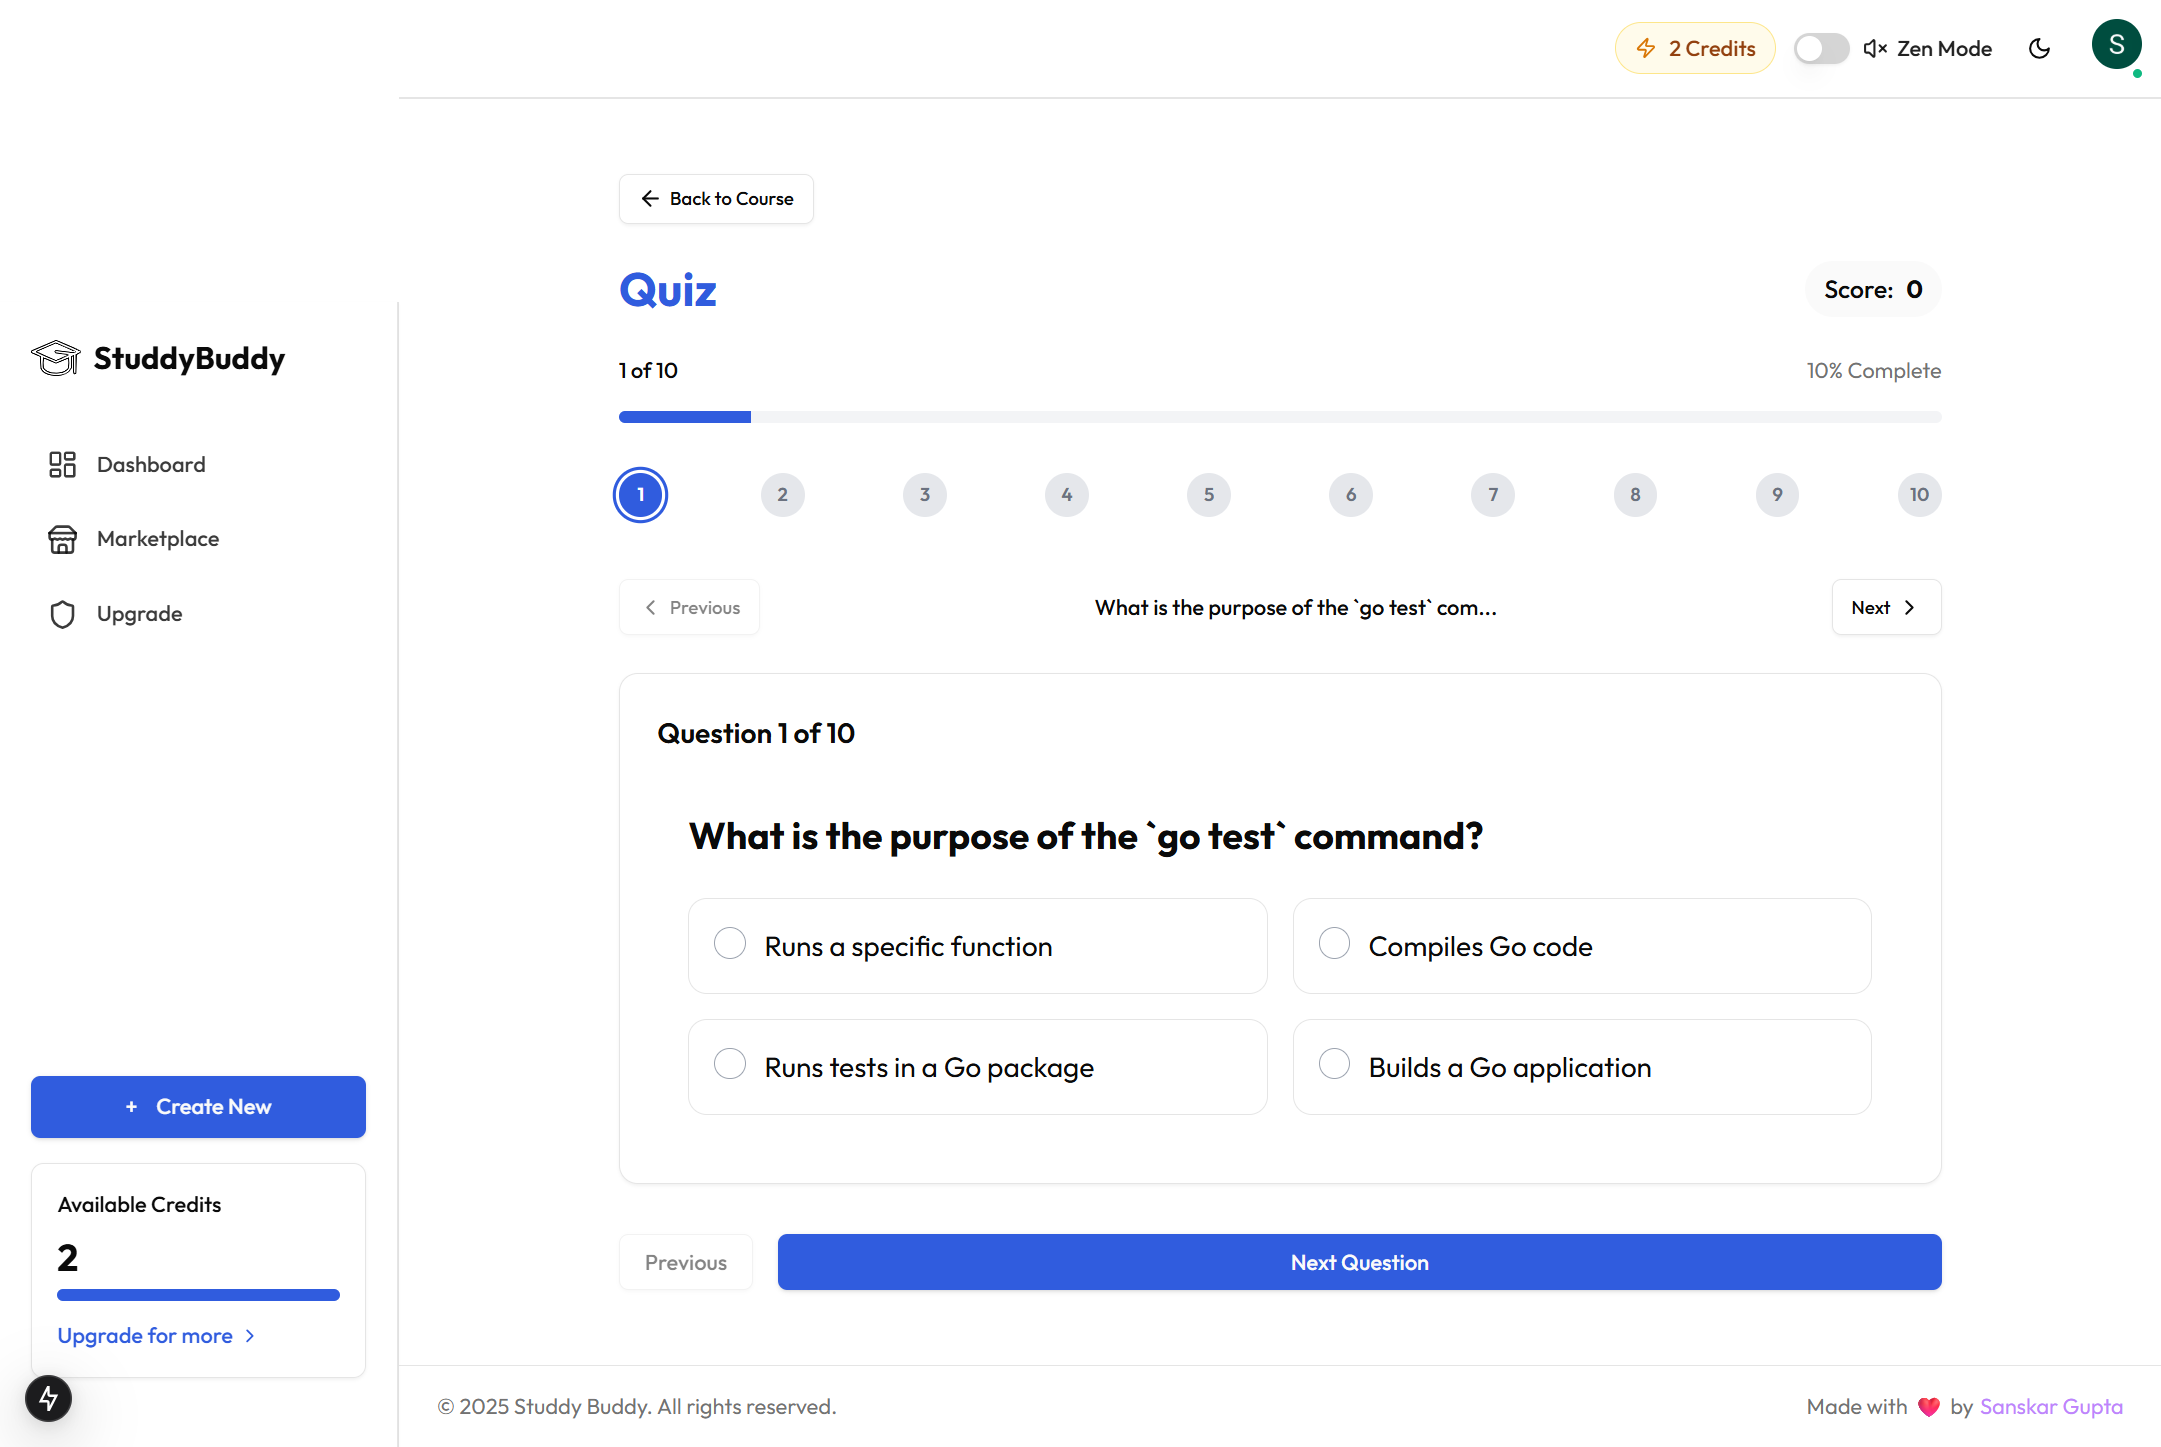 2 Credits
Zen Mode
S
Back to Course
Quiz
Score: 0
StuddyBuddy
1 of 10
10% Complete
Dashboard
1 2 3 4 5 6 7 8 9 10
Marketplace
Upgrade
Previous
What is the purpose of the `go test` com...
Next
Question 1 of 10
What is the purpose of the `go test` command?
Runs a specific function
Compiles Go code
Runs tests in a Go package
Builds a Go application
+ Create New
Available Credits
2
Upgrade for more
Previous
Next Question
© 2025 Studdy Buddy. All rights reserved.
Made with ❤️ by Sanskar Gupta